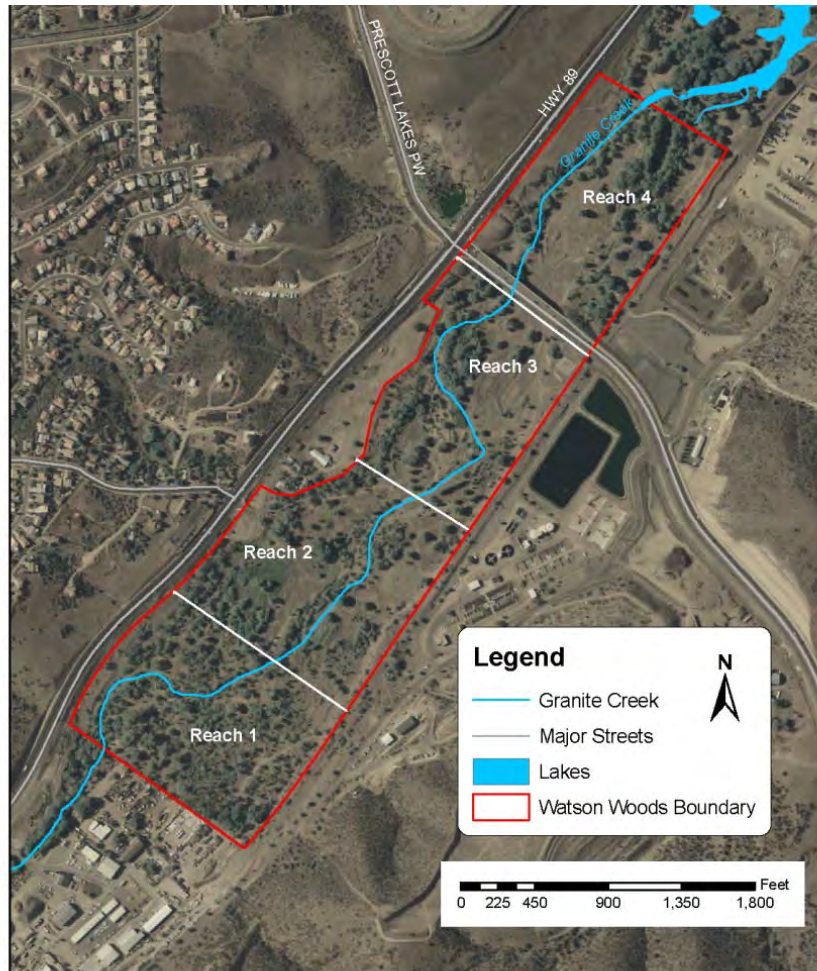 PRESCOTT LAKES PW
HWY 89
Granite Creek
Reach 4
Reach 3
Reach 2
Reach 1
Legend
N
Granite Creek
Major Streets
Lakes
Watson Woods Boundary
Feet
0 225 450 900 1,350 1,800